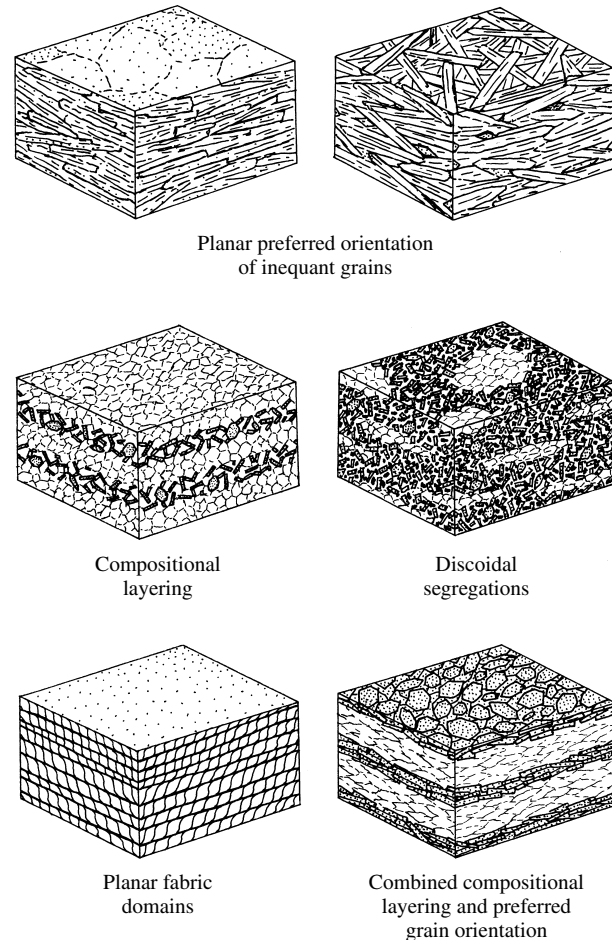 Planar preferred orientation
of inequant grains
Compositional
layering
Discoidal
segregations
Planar fabric
domains
Combined compositional
layering and preferred
grain orientation